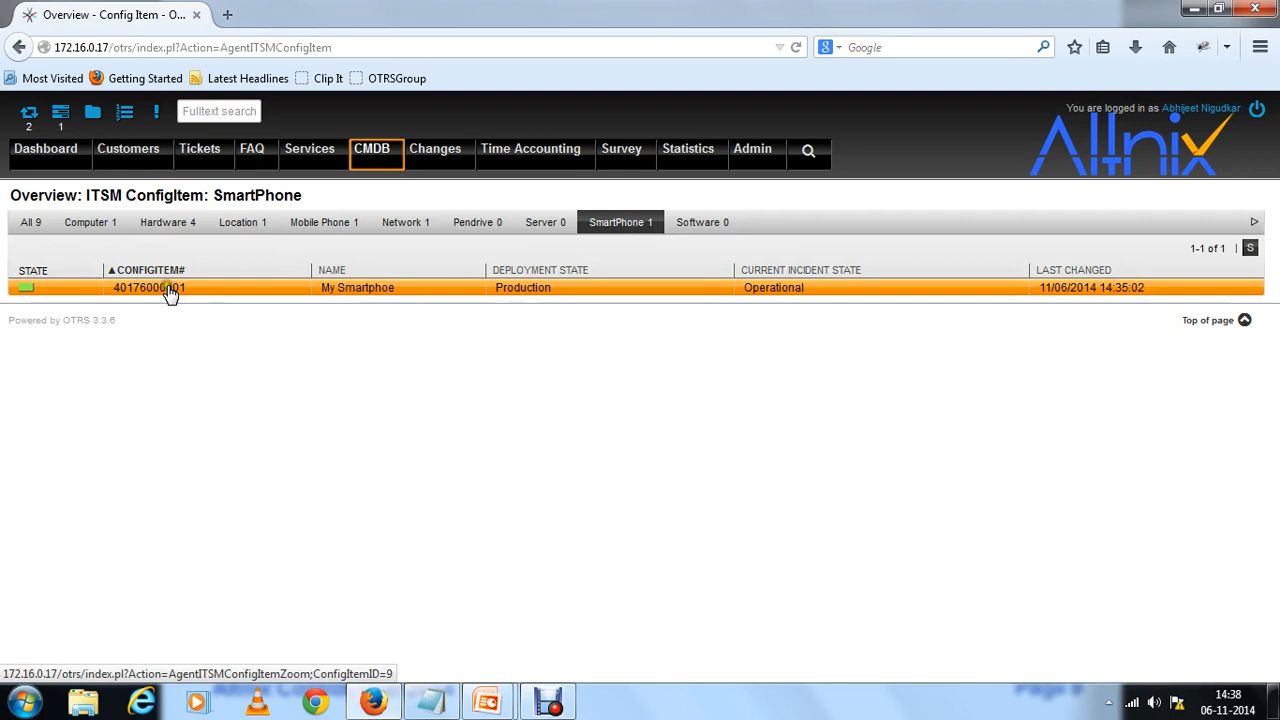 Overview - Config Item - O...
172.16.0.17/otrs/index.pl?Action=AgentITSMConfigItem
Google
Most Visited Getting Started Latest Headlines Clip It OTRSGroup
2 1
Fulltext search
You are logged in as Abhijeet Nigudkar
Alltnix
Dashboard Customers Tickets FAQ Services CMDB Changes Time Accounting Survey Statistics Admin
Overview: ITSM ConfigItem: SmartPhone
All 9 Computer 1 Hardware 4 Location 1 Mobile Phone 1 Network 1 Pendrive 0 Server 0 SmartPhone 1 Software 0
1-1 of 1 | S
STATE ▲CONFIGITEM# NAME DEPLOYMENT STATE CURRENT INCIDENT STATE LAST CHANGED
My Smartphoe Production Operational 11/06/2014 14:35:02
Powered by OTRS 3.3.6
Top of page
172.16.0.17/otrs/index.pl?Action=AgentITSMConfigItemZoom;ConfigItemID=9
14:38
06-11-2014